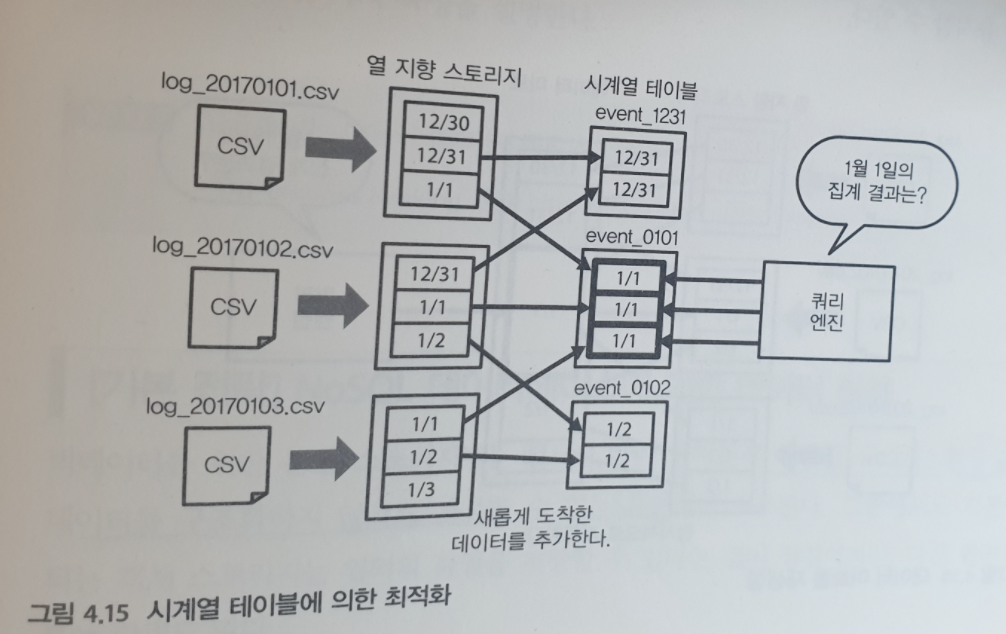 열 지향 스토리지
시계열 테이블
log_20170101.csv
CSV
12/30
12/31
1/1
event_1231
12/31
12/31
1월 1일의
집계 결과는?
log_20170102.csv
CSV
12/31
1/1
1/2
event_0101
1/1
1/1
1/1
쿼리
엔진
log_20170103.csv
CSV
1/1
1/2
1/3
event_0102
1/2
1/2
새롭게 도착한
데이터를 추가한다.
그림 4.15 시계열 테이블에 의한 최적화